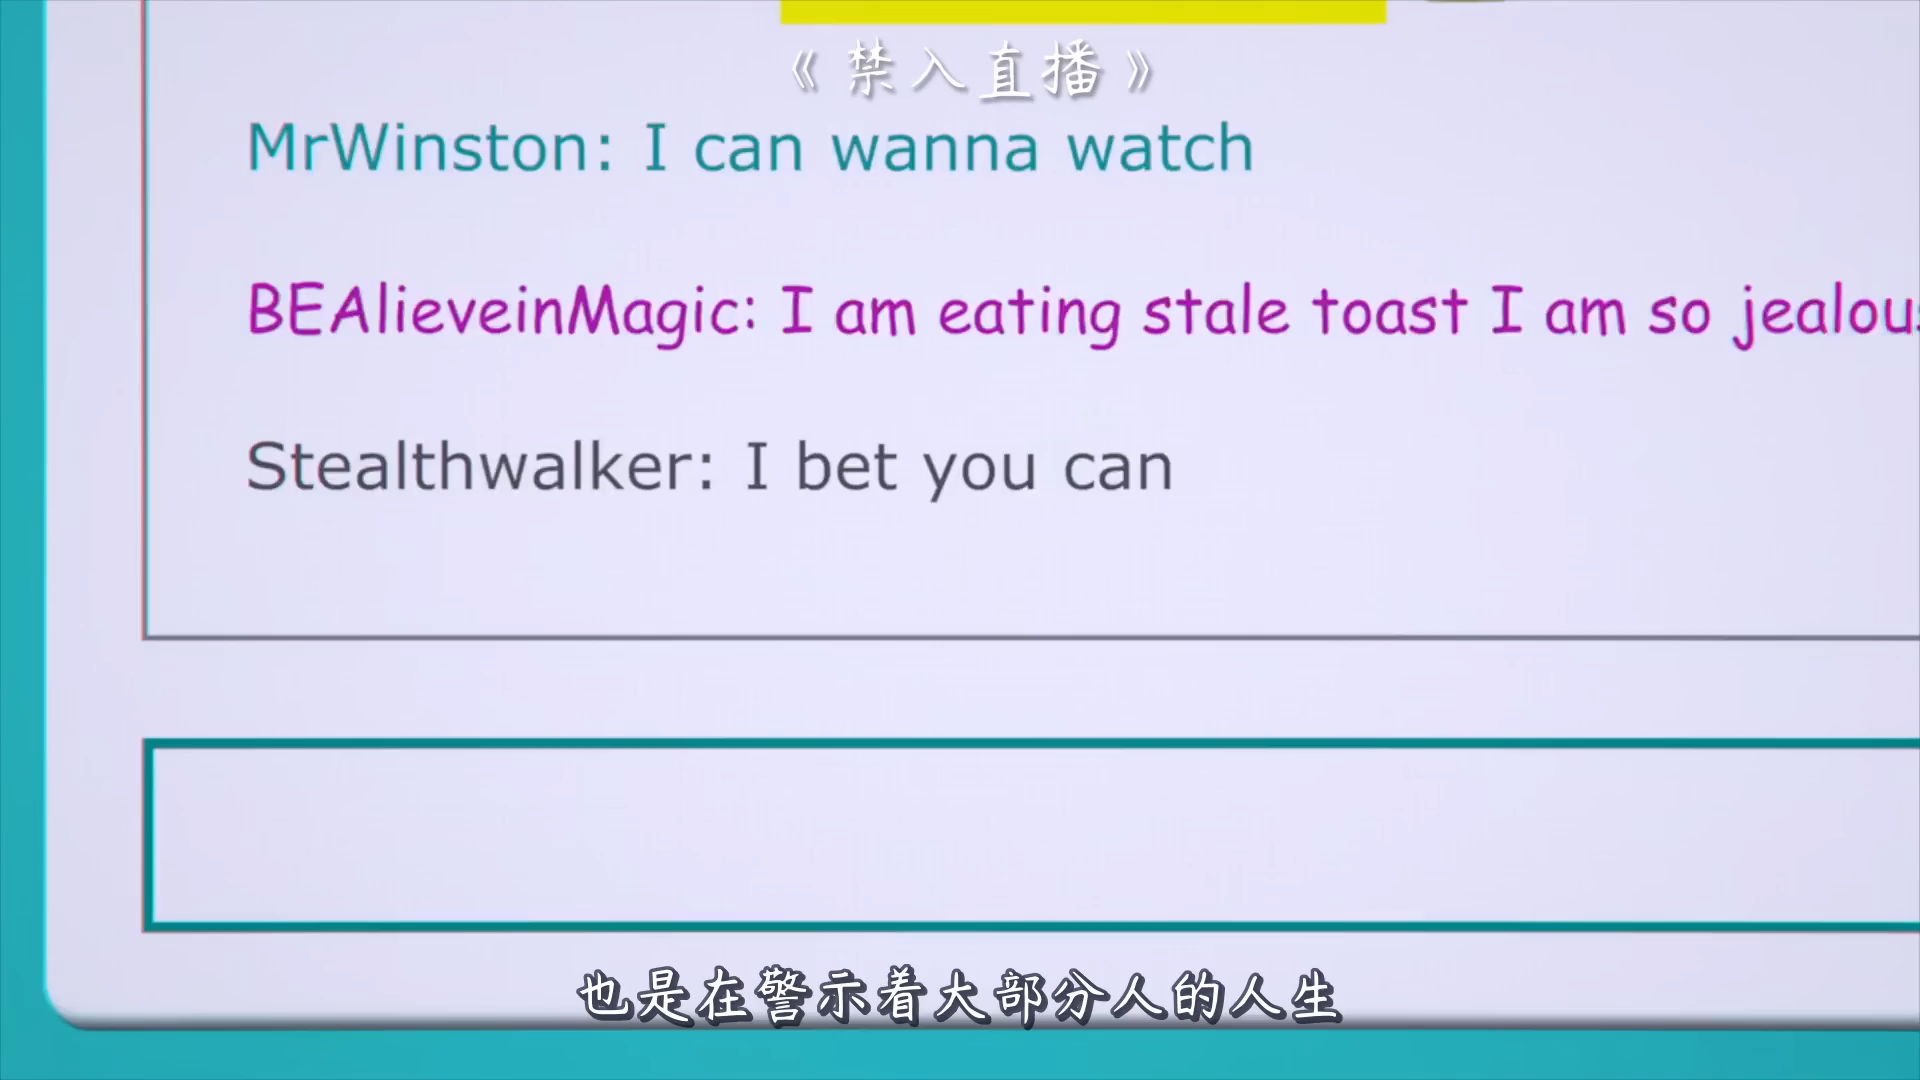 《禁入直播》
MrWinston: I can wanna watch
BEAlieveinMagic: I am eating stale toast I am so jealous
Stealthwalker: I bet you can
也是在警示着大部分人的人生